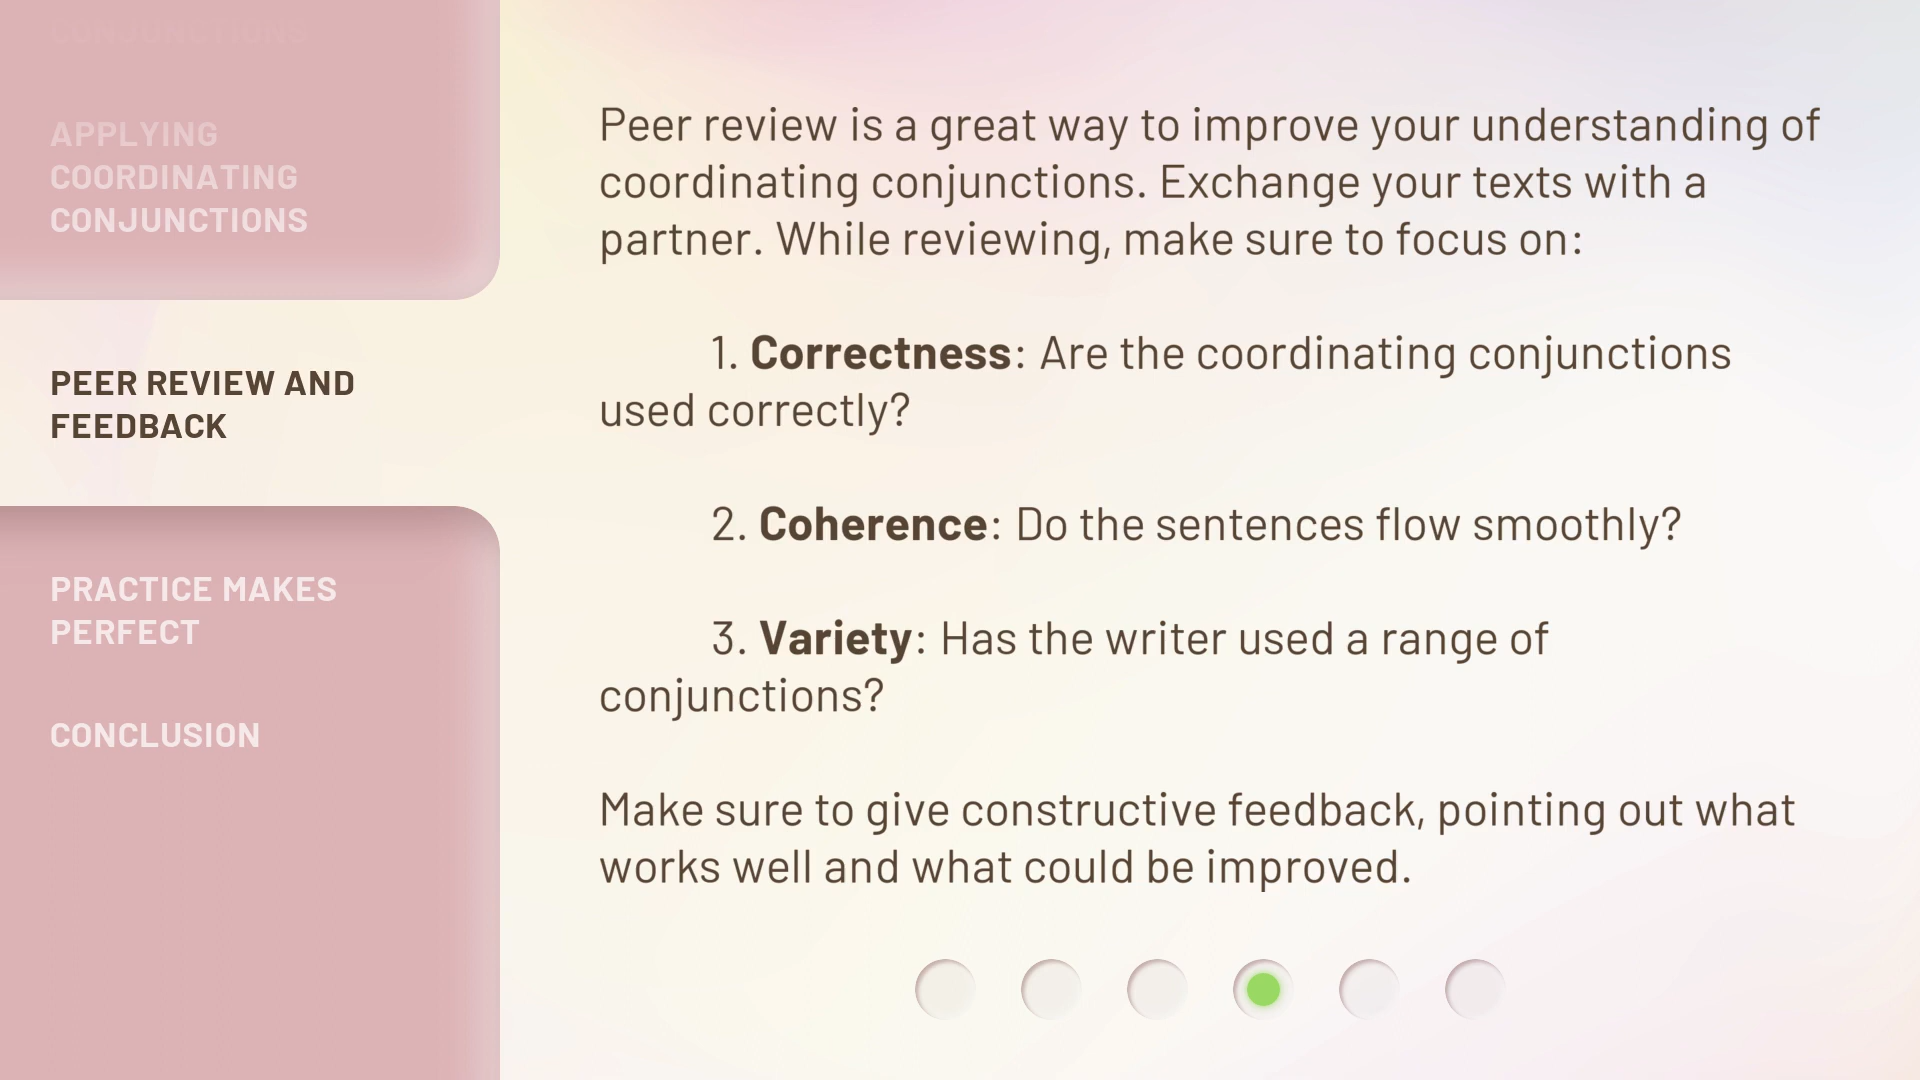 CONJUNCTIONS
APPLYING
COORDINATING
CONJUNCTIONS
PEER REVIEW AND
FEEDBACK
PRACTICE MAKES
PERFECT
CONCLUSION
Peer review is a great way to improve your understanding of
coordinating conjunctions. Exchange your texts with a
partner. While reviewing, make sure to focus on:
1. Correctness: Are the coordinating conjunctions
used correctly?
2. Coherence: Do the sentences flow smoothly?
3. Variety: Has the writer used a range of
conjunctions?
Make sure to give constructive feedback, pointing out what
works well and what could be improved.